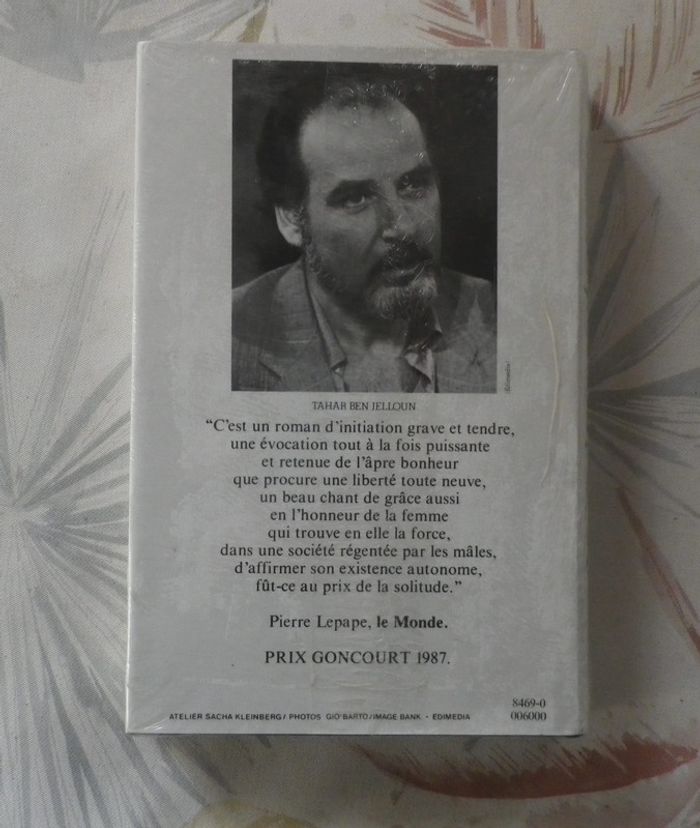 Edimedia
TAHAR BEN JELLOUN
“C’est un roman d’initiation grave et tendre,
une évocation tout à la fois puissante
et retenue de l’âpre bonheur
que procure une liberté toute neuve,
un beau chant de grâce aussi
en l’honneur de la femme
qui trouve en elle la force,
dans une société régentée par les mâles,
d’affirmer son existence autonome,
fût-ce au prix de la solitude.”
Pierre Lepape, le Monde.
PRIX GONCOURT 1987.
8469-0
ATELIER SACHA KLEINBERG / PHOTOS GIO'BARTO / IMAGE BANK - EDIMEDIA
006000